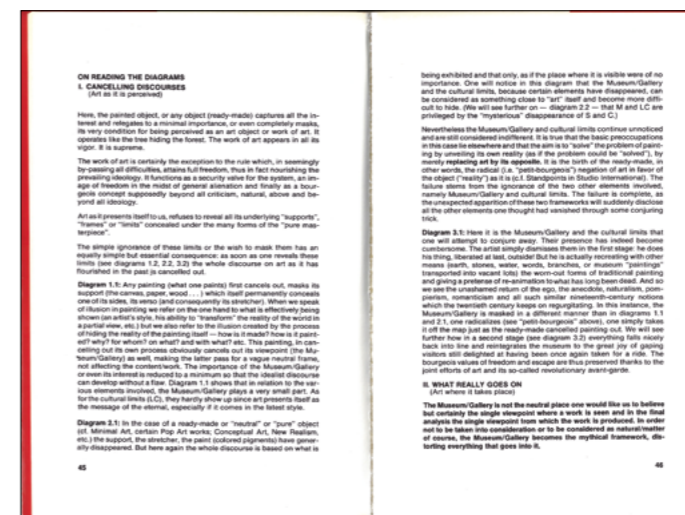 ON READING THE DIAGRAMS
I. CANCELLING DISCOURSES
(Art as it is perceived)
Here, the painted object, or any object (ready-made) captures all the in-
terest and relegates to a minimal importance, or even completely masks,
its very condition for being perceived as an art object or work of art. It
operates like the tree hiding the forest. The work of art appears in all its
vigor. It is supreme.
The work of art is certainly the exception to the rule which, in seemingly
by-passing all difficulties, attains full freedom, thus in fact nourishing the
prevailing ideology. It functions as a security valve for the system, an im-
age of freedom in the midst of general alienation and finally as a bour-
geois concept supposedly beyond all criticism, natural, above and be-
yond all ideology.
Art as it presents itself to us, refuses to reveal all its underlying "supports",
"frames" or "limits" concealed under the many forms of the "pure mas-
terpiece".
The simple ignorance of these limits or the wish to mask them has an
equally simple but essential consequence: as soon as one reveals these
limits (see diagrams 1.2, 2.2, 3.2) the whole discourse on art as it has
flourished in the past is cancelled out.
Diagram 1.1: Any painting (what one paints) first cancels out, masks its
support (the canvas, paper, wood . . . ) which itself permanently conceals
one of its sides, its verso (and consequently its stretcher). When we speak
of illusion in painting we refer on the one hand to what is effectively being
shown (an artist's style, his ability to "transform" the reality of the world in
a partial view, etc.) but we also refer to the illusion created by the process
of hiding the reality of the painting itself — how is it made? how is it paint-
ed? why? for whom? on what? and with what? etc. This painting, in can-
celling out its own process obviously cancels out its viewpoint (the Mu-
seum/Gallery) as well, making the latter pass for a vague neutral frame,
not affecting the content/work. The importance of the Museum/Gallery
or even its interest is reduced to a minimum so that the idealist discourse
can develop without a flaw. Diagram 1.1 shows that in relation to the var-
ious elements involved, the Museum/Gallery plays a very small part. As
for the cultural limits (LC), they hardly show up since art presents itself as
the message of the eternal, especially if it comes in the latest style.
Diagram 2.1: In the case of a ready-made or "neutral" or "pure" object
(cf. Minimal Art, certain Pop Art works; Conceptual Art, New Realism,
etc.) the support, the stretcher, the paint (colored pigments) have gener-
ally disappeared. But here again the whole discourse is based on what is
45
being exhibited and that only, as if the place where it is visible were of no
importance. One will notice in this diagram that the Museum/Gallery
and the cultural limits, because certain elements have disappeared, can
be considered as something close to "art" itself and become more diffi-
cult to hide. (We will see further on — diagram 2.2 — that M and LC are
privileged by the "mysterious" disappearance of S and C.)
Nevertheless the Museum/Gallery and cultural limits continue unnoticed
and are still considered indifferent. It is true that the basic preoccupations
in this case lie elsewhere and that the aim is to "solve" the problem of paint-
ing by unveiling its own reality (as if the problem could be "solved"), by
merely replacing art by its opposite. It is the birth of the ready-made, in
other words, the radical (i.e. "petit-bourgeois") negation of art in favor of
the object ("reality") as it is (c.f. Standpoints in Studio International). The
failure stems from the ignorance of the two other elements involved,
namely Museum/Gallery and cultural limits. The failure is complete, as
the unexpected apparition of these two frameworks will suddenly disclose
all the other elements one thought had vanished through some conjuring
trick.
Diagram 3.1: Here it is the Museum/Gallery and the cultural limits that
one will attempt to conjure away. Their presence has indeed become
cumbersome. The artist simply dismisses them in the first stage: he does
his thing, liberated at last, outside! But he is actually recreating with other
means (earth, stones, water, words, branches, or museum "paintings"
transported into vacant lots) the worn-out forms of traditional painting
and giving a pretense of re-animation to what has long been dead. And so
we see the unashamed return of the ego, the anecdote, naturalism, pom-
pierism, romanticism and all such similar nineteenth-century notions
which the twentieth century keeps on regurgitating. In this instance, the
Museum/Gallery is masked in a different manner than in diagrams 1.1
and 2.1, one radicalizes (see "petit-bourgeois" above), one simply takes
it off the map just as the ready-made cancelled painting out. We will see
further how in a second stage (see diagram 3.2) everything falls nicely
back into line and reintegrates the museum to the great joy of gaping
visitors still delighted at having been once again taken for a ride. The
bourgeois values of freedom and escape are thus preserved thanks to the
joint efforts of art and its so-called revolutionary avant-garde.
II. WHAT REALLY GOES ON
(Art where it takes place)
The Museum/Gallery is not the neutral place one would like us to believe
but certainly the single viewpoint where a work is seen and in the final
analysis the single viewpoint from which the work is produced. In order
not to be taken into consideration or to be considered as natural/matter
of course, the Museum/Gallery becomes the mythical framework, dis-
torting everything that goes into it.
46